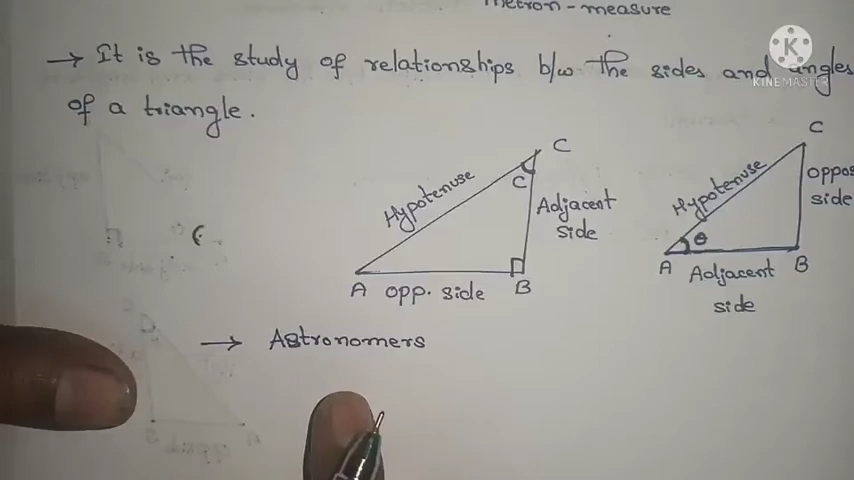 metron - measure
→ It is the study of relationships b/w the sides and angles
of a triangle.
C
C
Hypotenuse
Adjacent
side
A
opp. side
B
C
Hypotenuse
oppos
side
θ
A
Adjacent
side
B
→ Astronomers
K
KINEMASTER